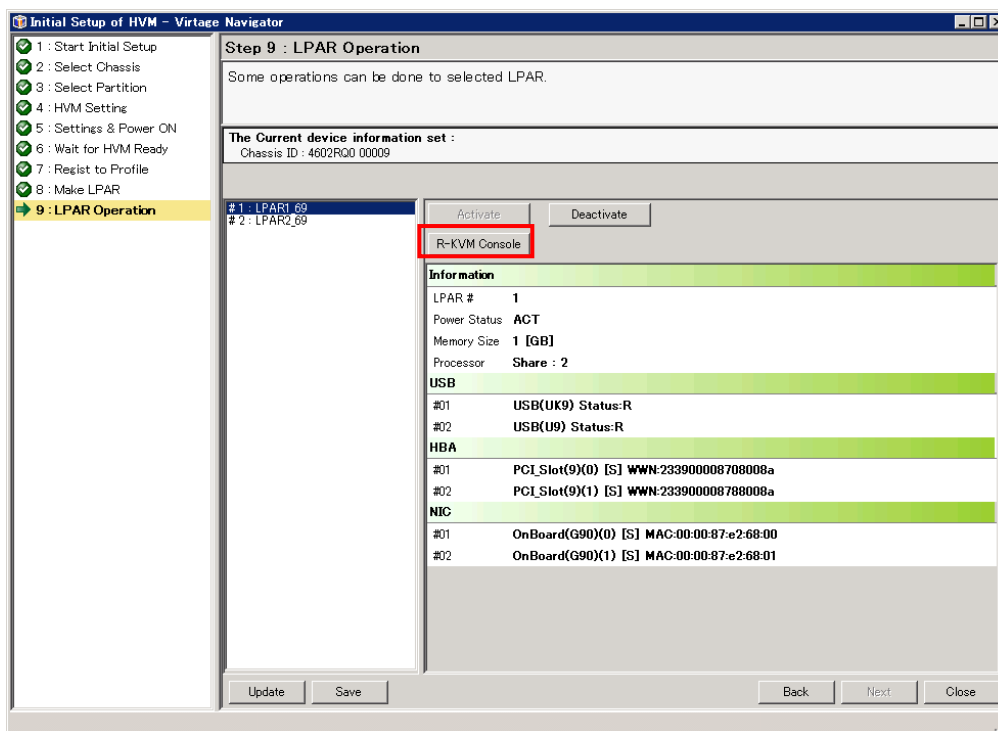 Initial Setup of HVM - Virtage Navigator
1 : Start Initial Setup
2 : Select Chassis
3 : Select Partition
4 : HVM Setting
5 : Settings & Power ON
6 : Wait for HVM Ready
7 : Regist to Profile
8 : Make LPAR
9 : LPAR Operation
Step 9 : LPAR Operation
Some operations can be done to selected LPAR.
The Current device information set :
Chassis ID : 4602RQ0 00009
# 1 : LPAR1_69
# 2 : LPAR2_69
Activate Deactivate
R-KVM Console
Information
LPAR # 1
Power Status ACT
Memory Size 1 [GB]
Processor Share : 2
USB
#01 USB(UK9) Status:R
#02 USB(U9) Status:R
HBA
#01 PCI_Slot(9)(0) [S] WWN:233900008708008a
#02 PCI_Slot(9)(1) [S] WWN:233900008788008a
NIC
#01 OnBoard(G90)(0) [S] MAC:00:00:87:e2:68:00
#02 OnBoard(G90)(1) [S] MAC:00:00:87:e2:68:01
Update Save Back Next Close